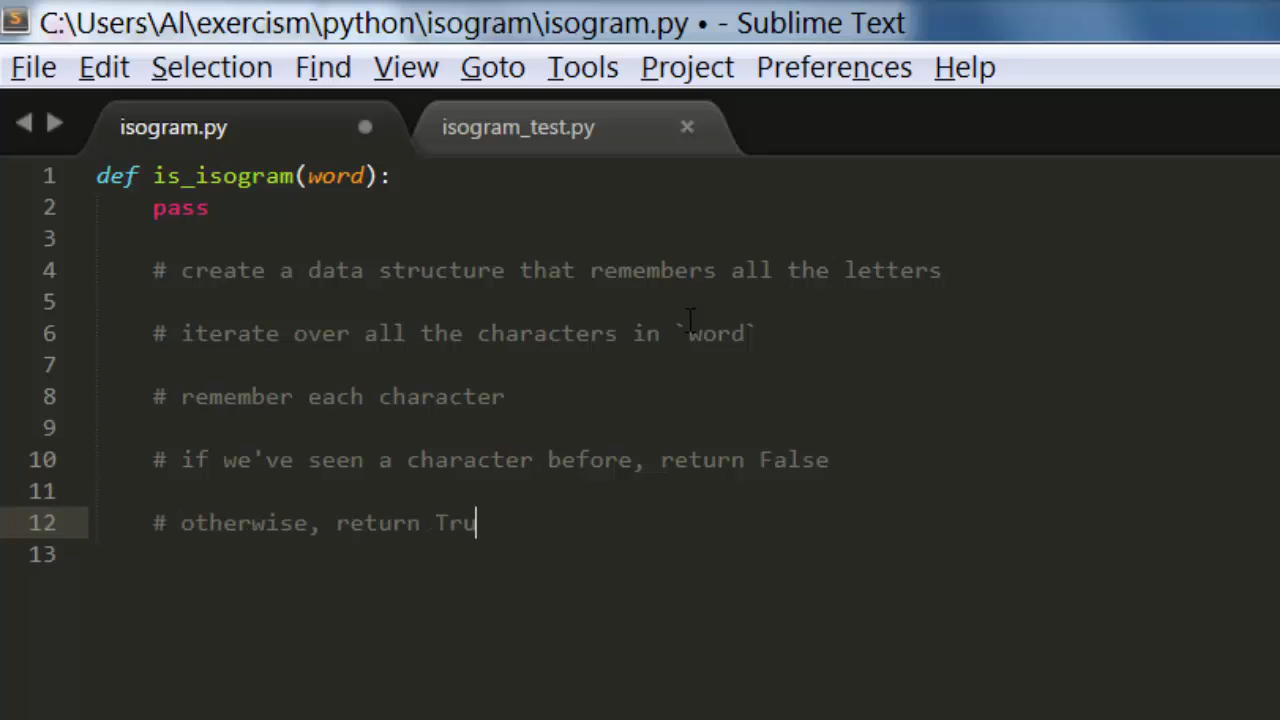 C:\Users\Al\exercism\python\isogram\isogram.py • - Sublime Text
File Edit Selection Find View Goto Tools Project Preferences Help
isogram.py isogram_test.py ×
1 def is_isogram(word):
2 pass
3
4 # create a data structure that remembers all the letters
5
6 # iterate over all the characters in `word`
7
8 # remember each character
9
10 # if we've seen a character before, return False
11
12 # otherwise, return Tru
13